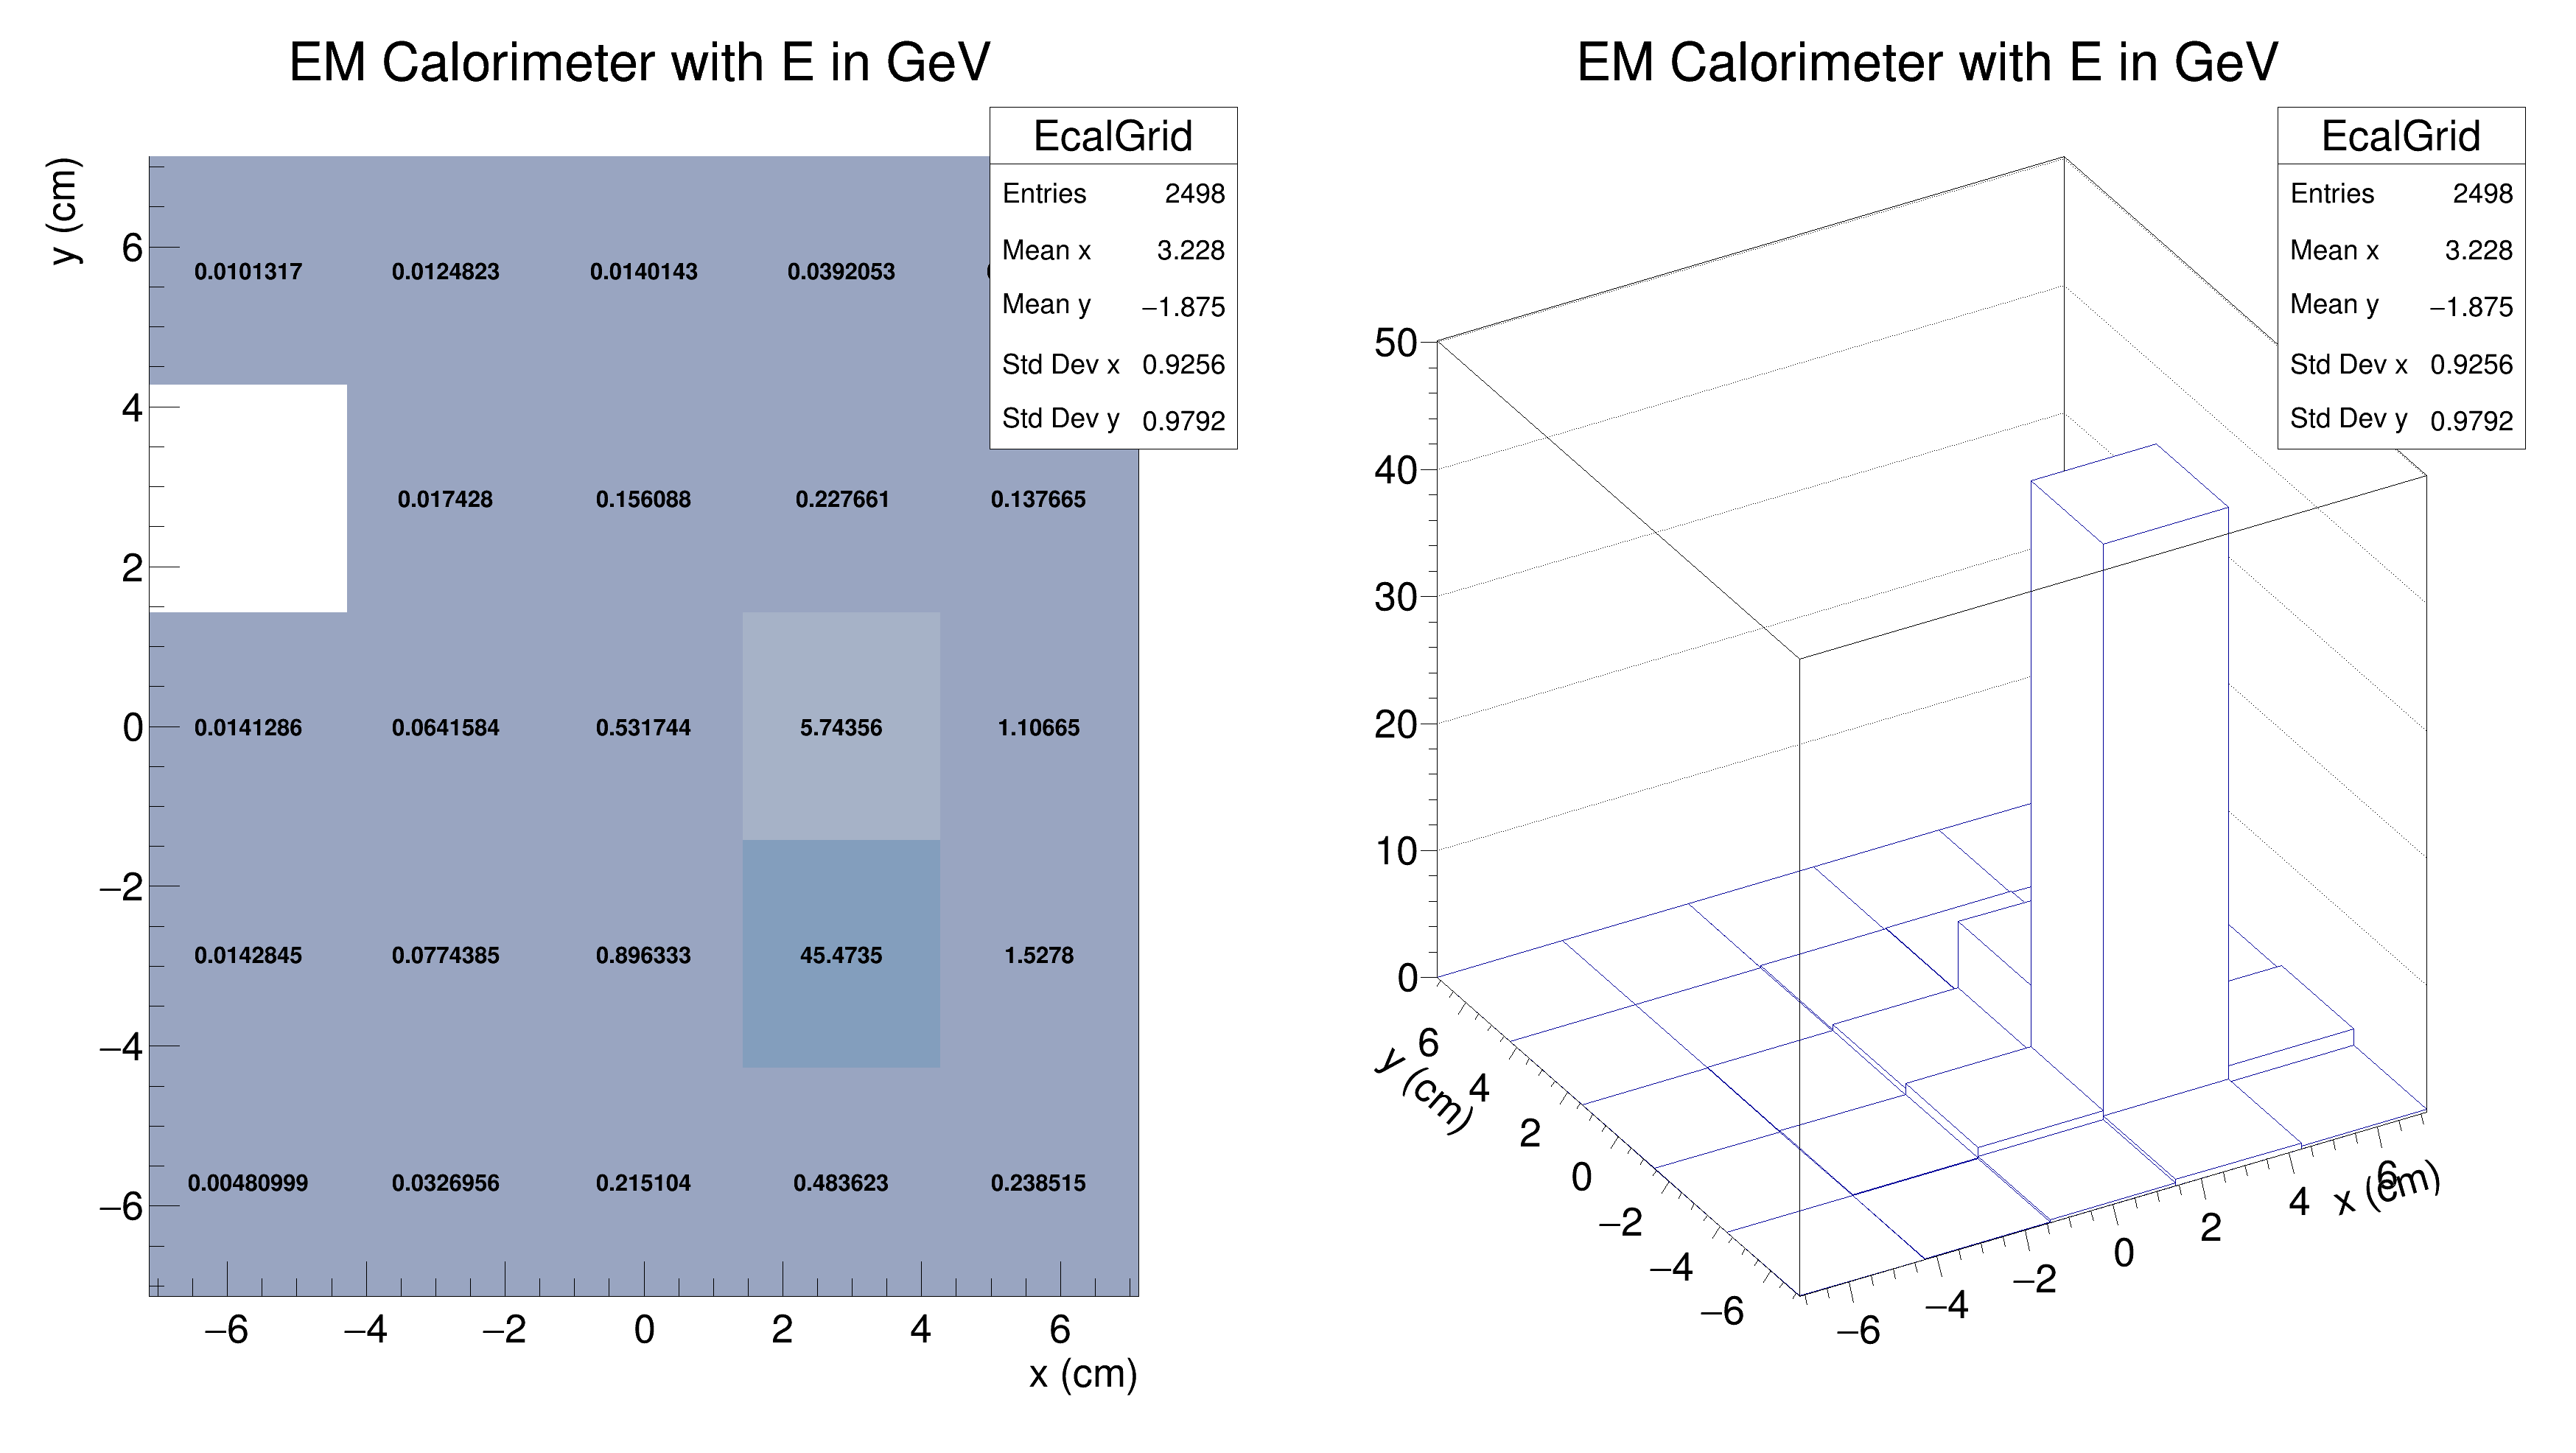 EM Calorimeter with E in GeV
EcalGrid
Entries 2498
Mean x 3.228
Mean y −1.875
Std Dev x 0.9256
Std Dev y 0.9792
y (cm)
6
4
2
0
−2
−4
−6
0.0101317 0.0124823 0.0140143 0.0392053
0.017428 0.156088 0.227661 0.137665
0.0141286 0.0641584 0.531744 5.74356 1.10665
0.0142845 0.0774385 0.896333 45.4735 1.5278
0.00480999 0.0326956 0.215104 0.483623 0.238515
−6 −4 −2 0 2 4 6
x (cm)
EM Calorimeter with E in GeV
EcalGrid
Entries 2498
Mean x 3.228
Mean y −1.875
Std Dev x 0.9256
Std Dev y 0.9792
50
40
30
20
10
0
6
4
2
0
−2
−4
−6
y (cm)
−6 −4 −2 0 2 4 6
x (cm)